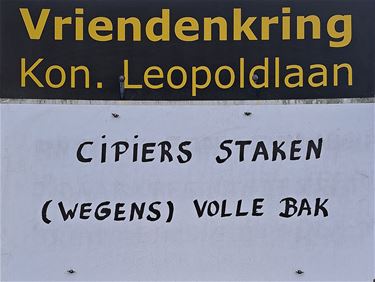 Vriendenkring
Kon. Leopoldlaan
CIPIERS STAKEN
(WEGENS) VOLLE BAK